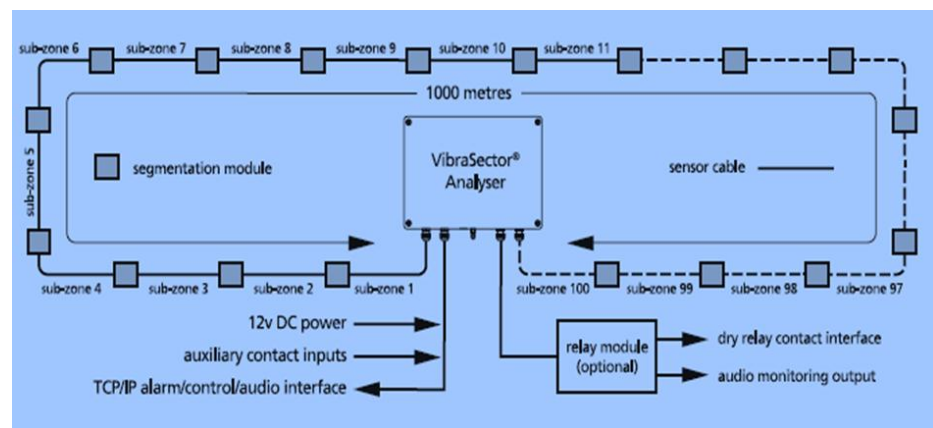 sub-zone 6
sub-zone 7
sub-zone 8
sub-zone 9
sub-zone 10
sub-zone 11
1000 metres
sub-zone 5
segmentation module
VibraSector®
Analyser
sensor cable
sub-zone 4
sub-zone 3
sub-zone 2
sub-zone 1
sub-zone 100
sub-zone 99
sub-zone 98
sub-zone 97
12v DC power
auxiliary contact inputs
TCP/IP alarm/control/audio interface
relay module
(optional)
dry relay contact interface
audio monitoring output